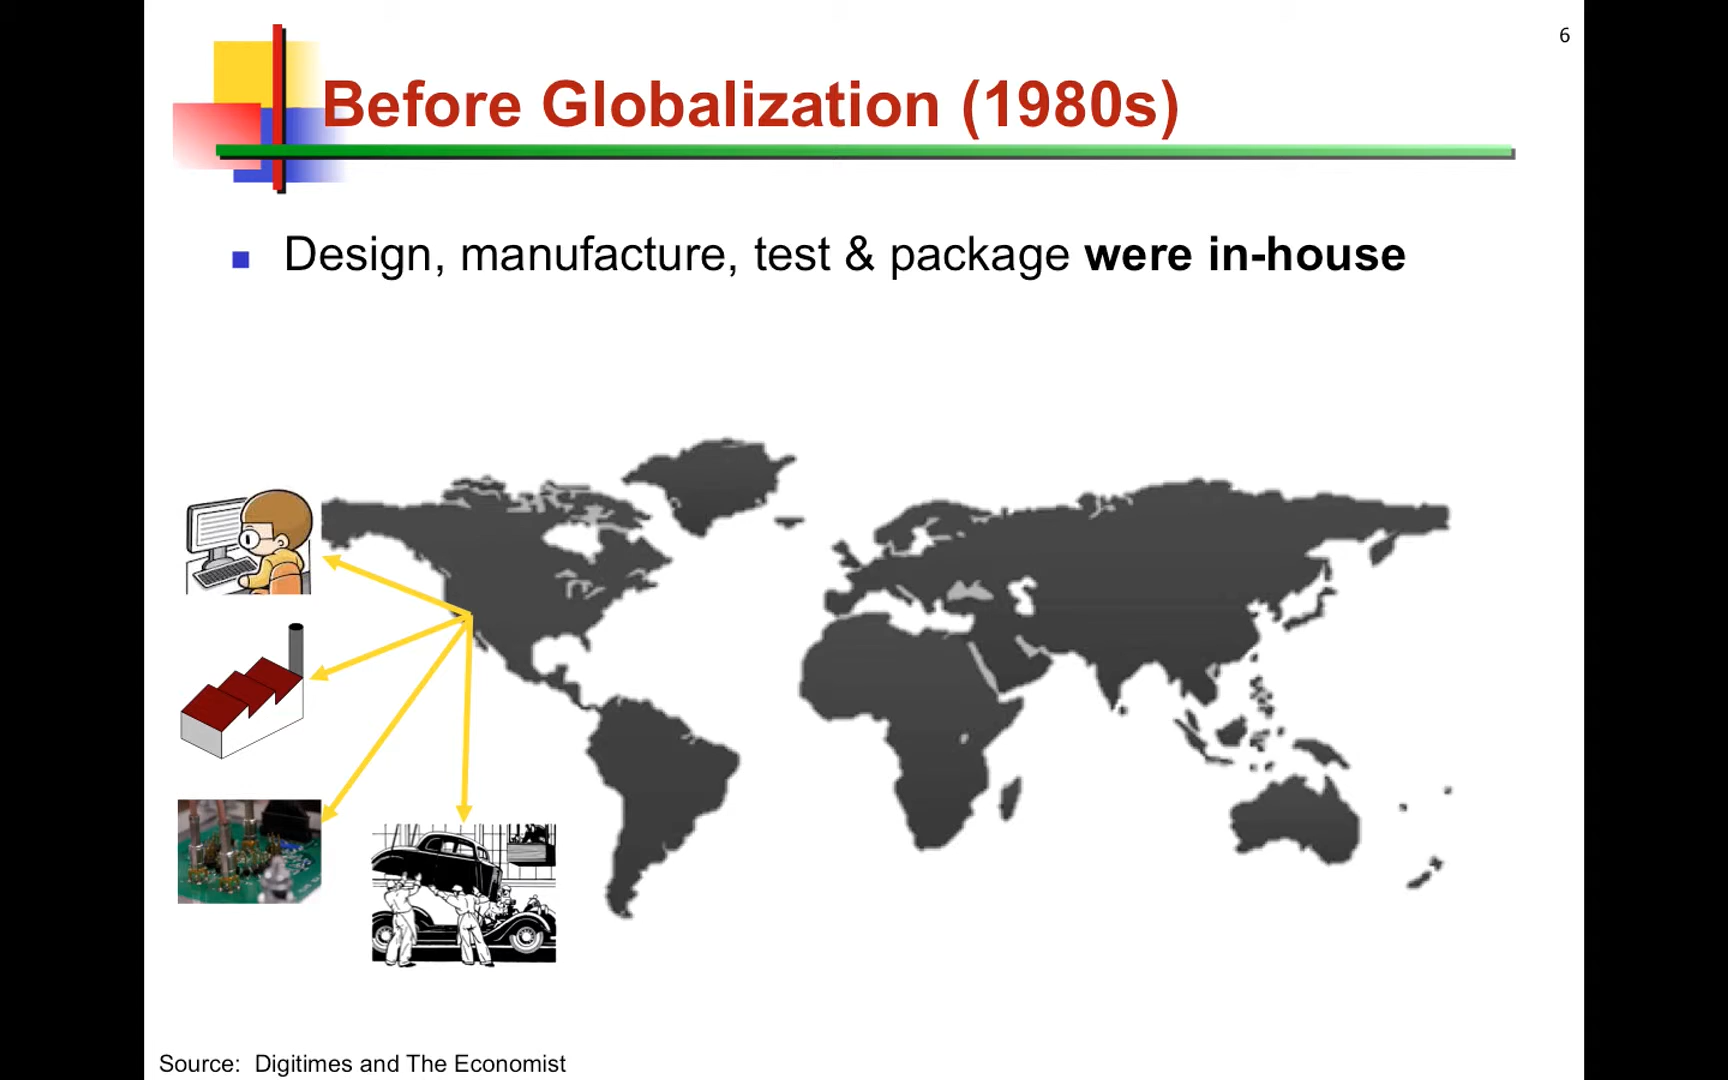 6
Before Globalization (1980s)
Design, manufacture, test & package were in-house
Source: Digitimes and The Economist